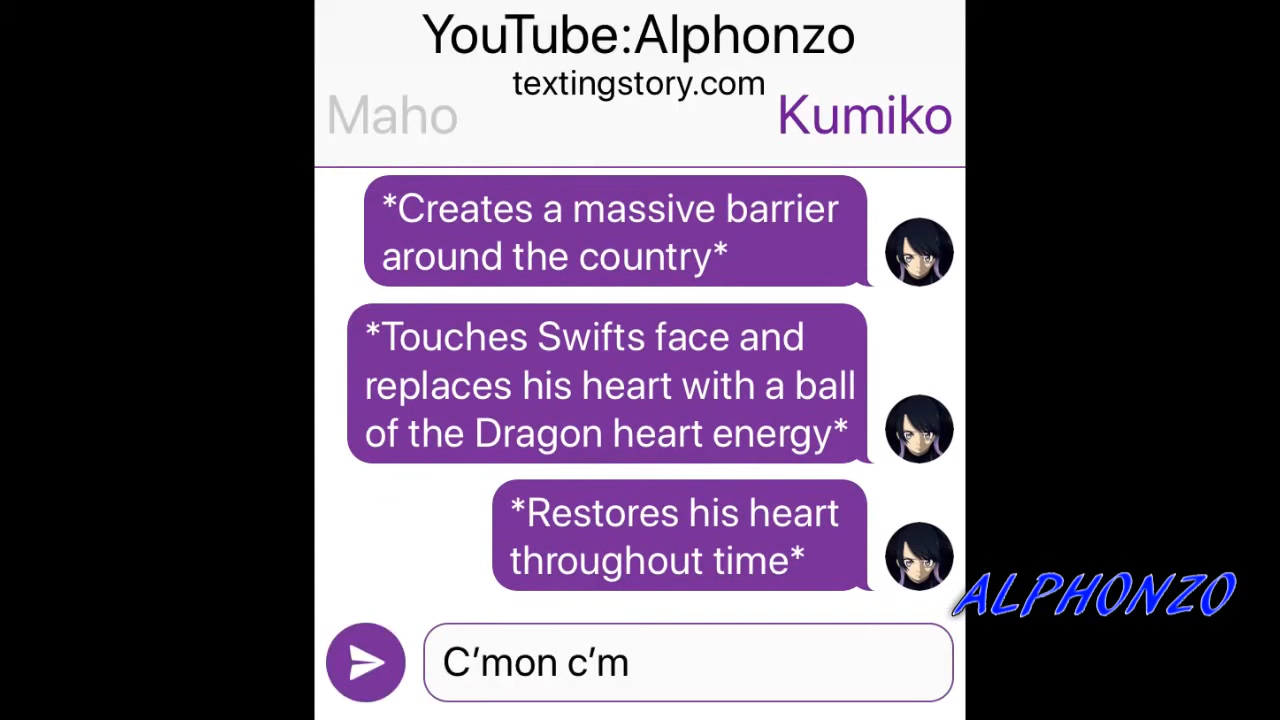 YouTube:Alphonzo
textingstory.com
Maho
Kumiko
*Creates a massive barrier
around the country*
*Touches Swifts face and
replaces his heart with a ball
of the Dragon heart energy*
*Restores his heart
throughout time*
ALPHONZO
C’mon c’m